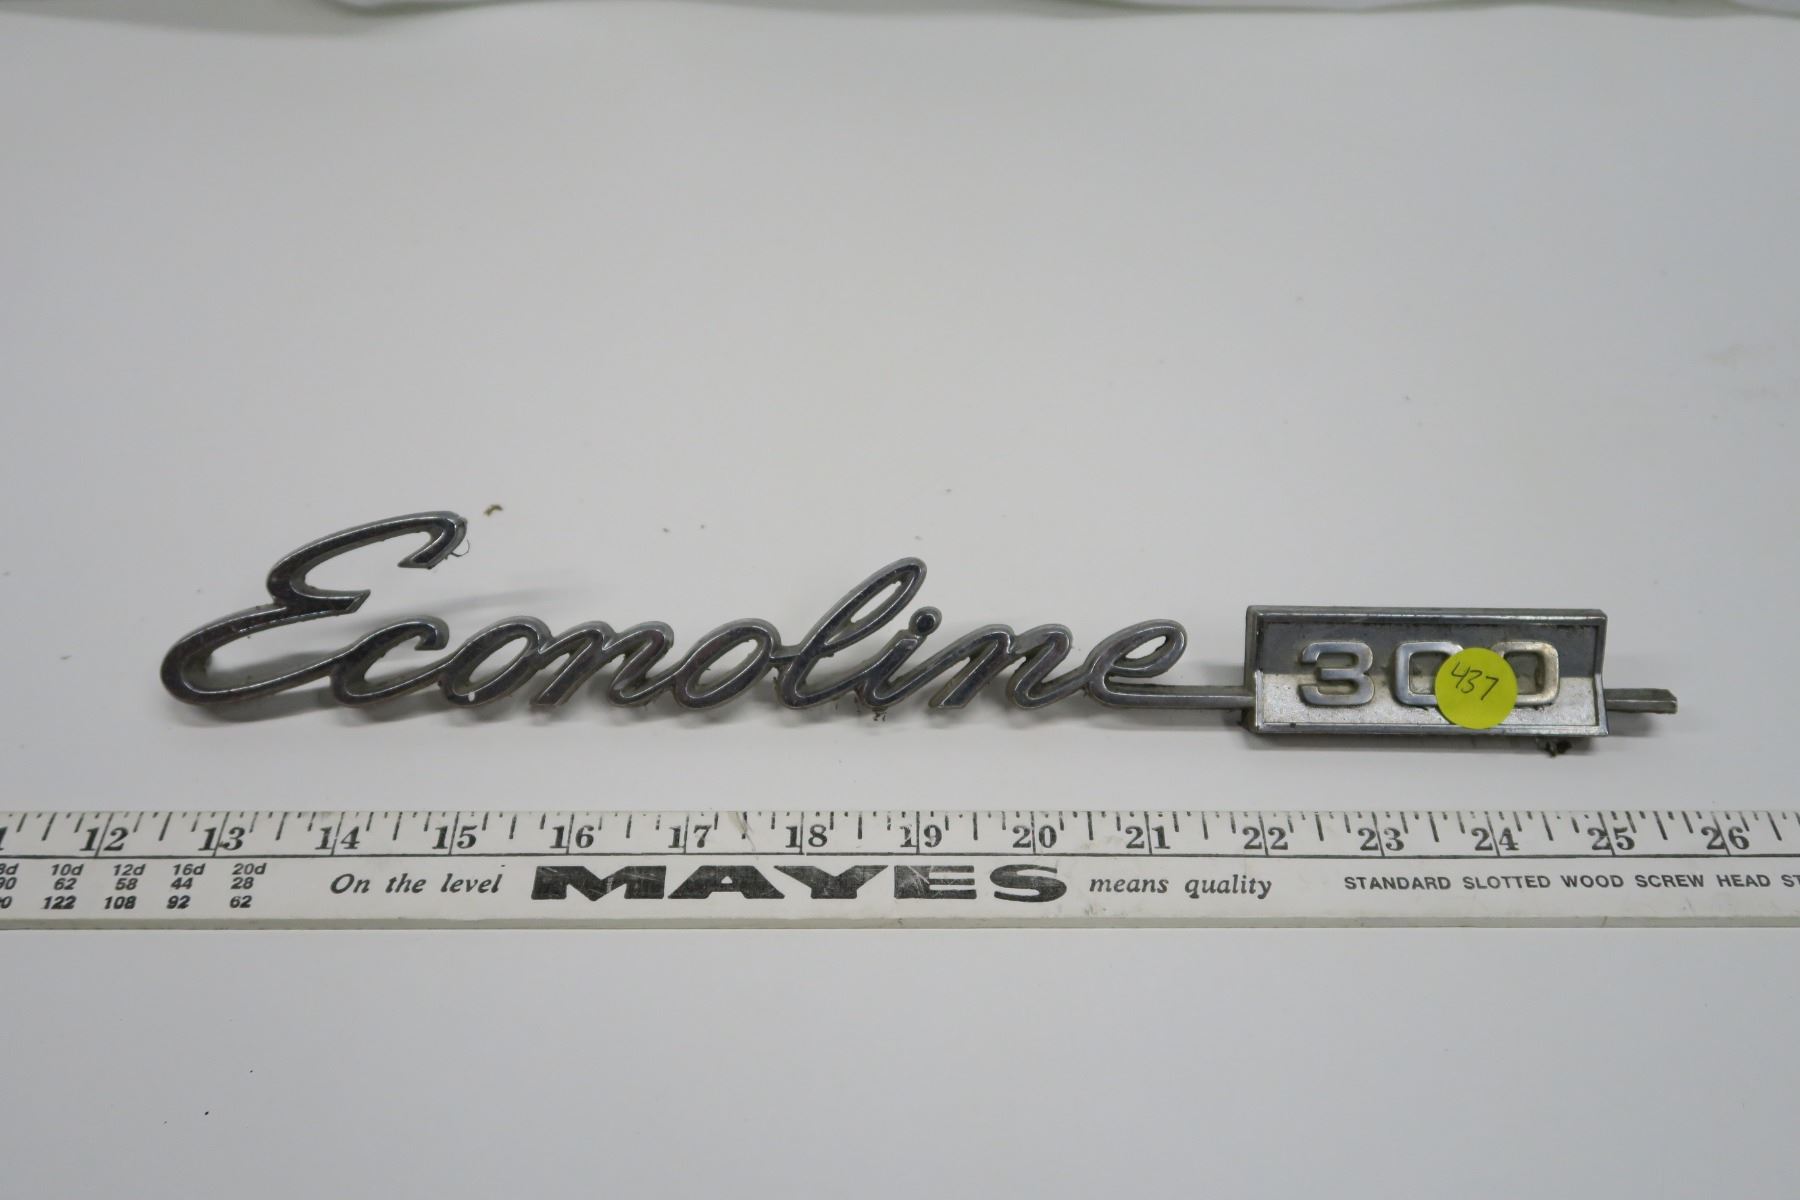 Econoline 300
437
1 12 13 14 15 16 17 18 19 20 21 22 23 24 25 26
8d 10d 12d 16d 20d
90 62 58 44 28
122 108 92 62
On the level MAYES means quality STANDARD SLOTTED WOOD SCREW HEAD ST